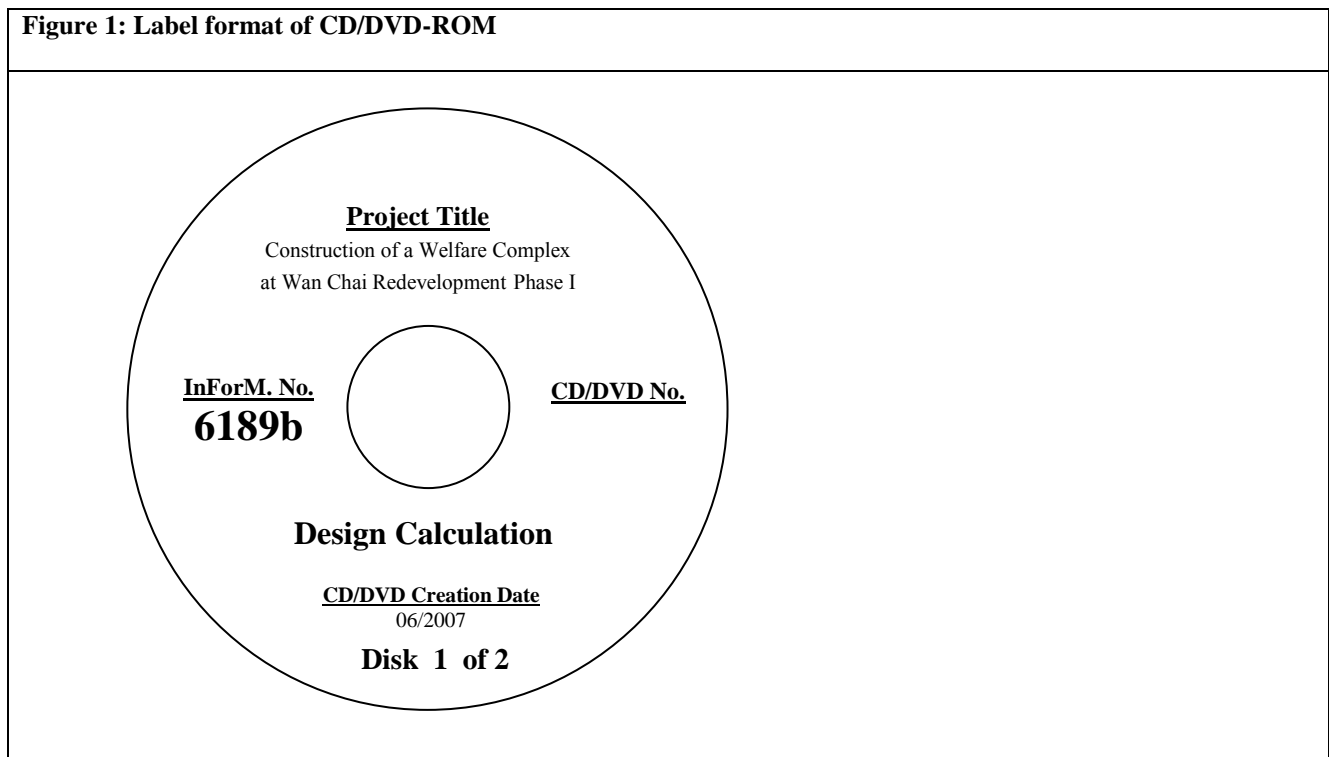 Figure 1: Label format of CD/DVD-ROM
Project Title
Construction of a Welfare Complex
at Wan Chai Redevelopment Phase I
InForM. No.
6189b
CD/DVD No.
Design Calculation
CD/DVD Creation Date
06/2007
Disk 1 of 2